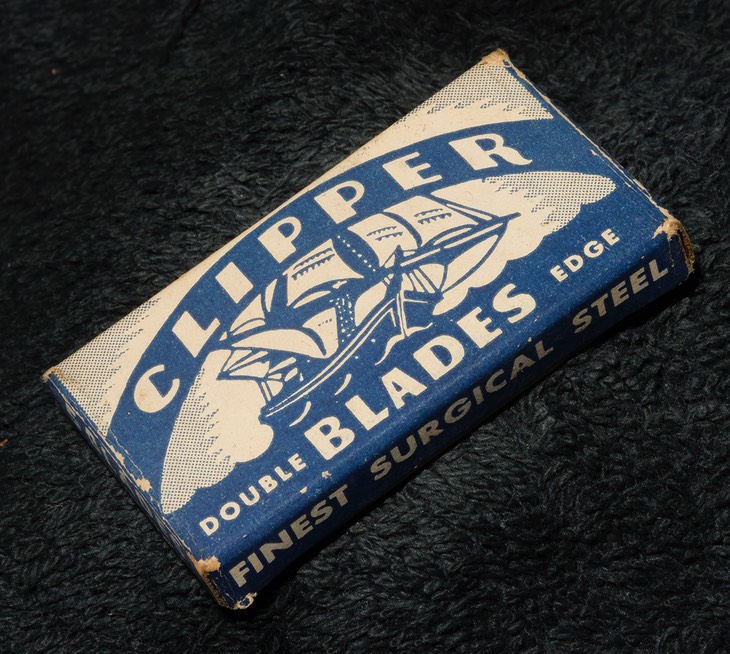 CLIPPER
DOUBLE BLADES EDGE
FINEST SURGICAL STEEL